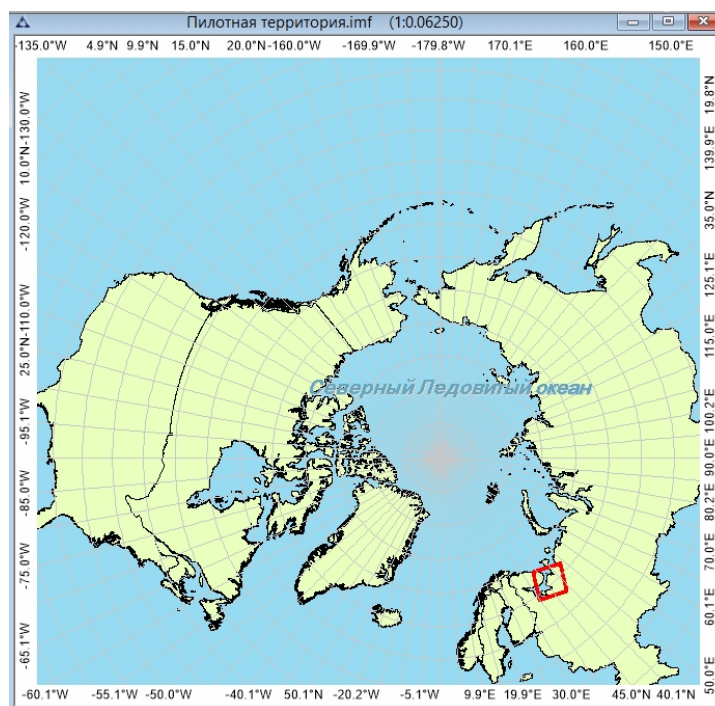 Пилотная территория.imf (1:0.06250)
-135.0°W 4.9°N 9.9°N 15.0°N 20.0°N -160.0°W -169.9°W -179.8°W 170.1°E 160.0°E 150.0°E
10.0°N -130.0°W
-120.0°W
25.0°N -110.0°W
-95.1°W
-85.0°W
-75.0°W
-65.1°W
19.8°N
139.9°E
35.0°N
125.1°E
115.0°E
100.2°E
90.0°E
80.2°E
70.0°E
60.1°E
50.0°E
Северный Ледовитый океан
-60.1°W -55.1°W -50.0°W -40.1°W 50.1°N -20.2°W -5.1°W 9.9°E 19.9°E 30.0°E 45.0°N 40.1°N